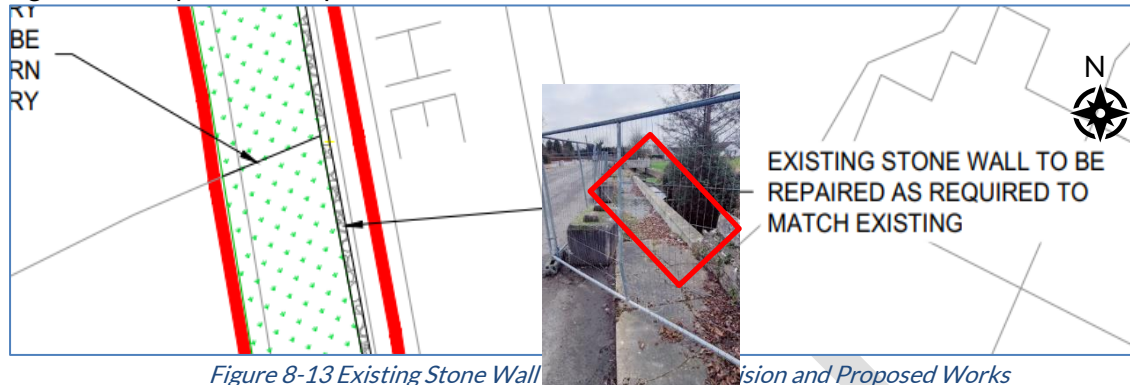 RY
BE
RN
RY
THE
N
EXISTING STONE WALL TO BE
REPAIRED AS REQUIRED TO
MATCH EXISTING
Figure 8-13 Existing Stone Wall
ision and Proposed Works